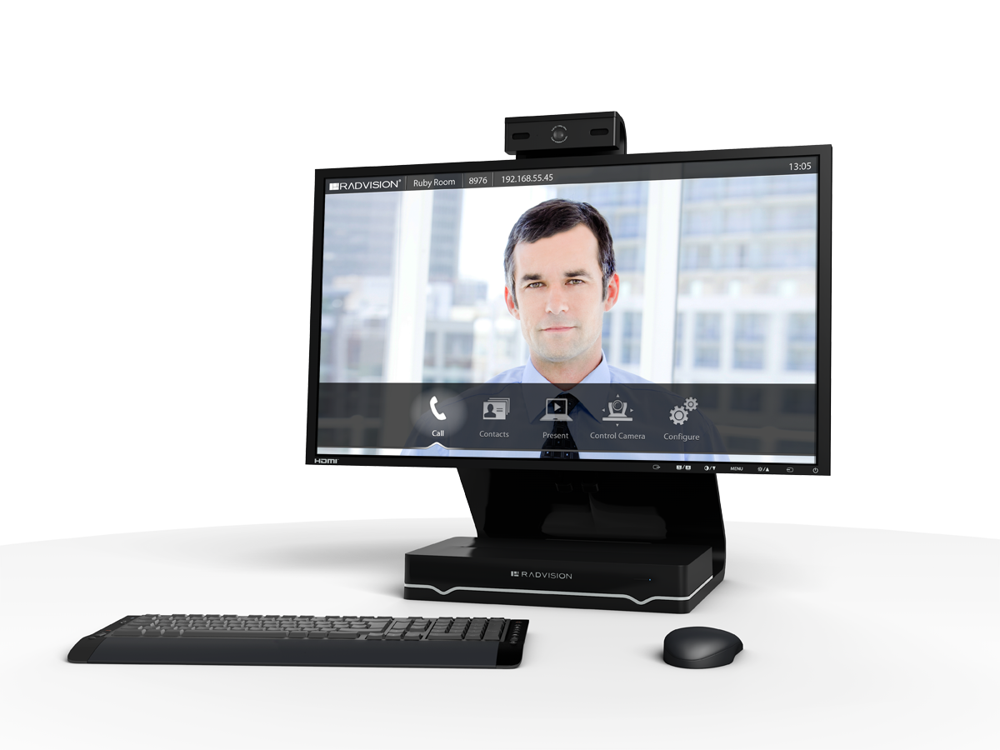 RADVISION® Ruby Room 8976 192.168.55.45 13:05
Call Contacts Present Control Camera Configure
HDMI MENU
RADVISION